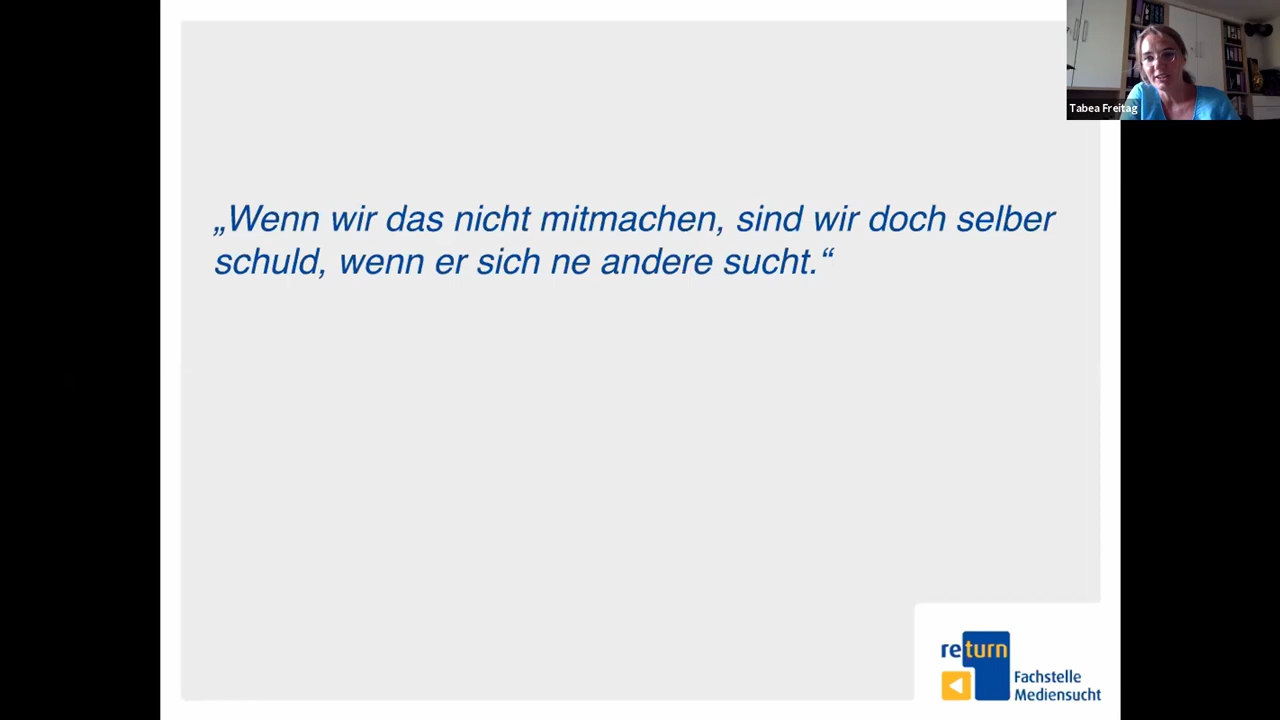 Tabea Freitag
„Wenn wir das nicht mitmachen, sind wir doch selber
schuld, wenn er sich ne andere sucht.“
return
Fachstelle
Mediensucht